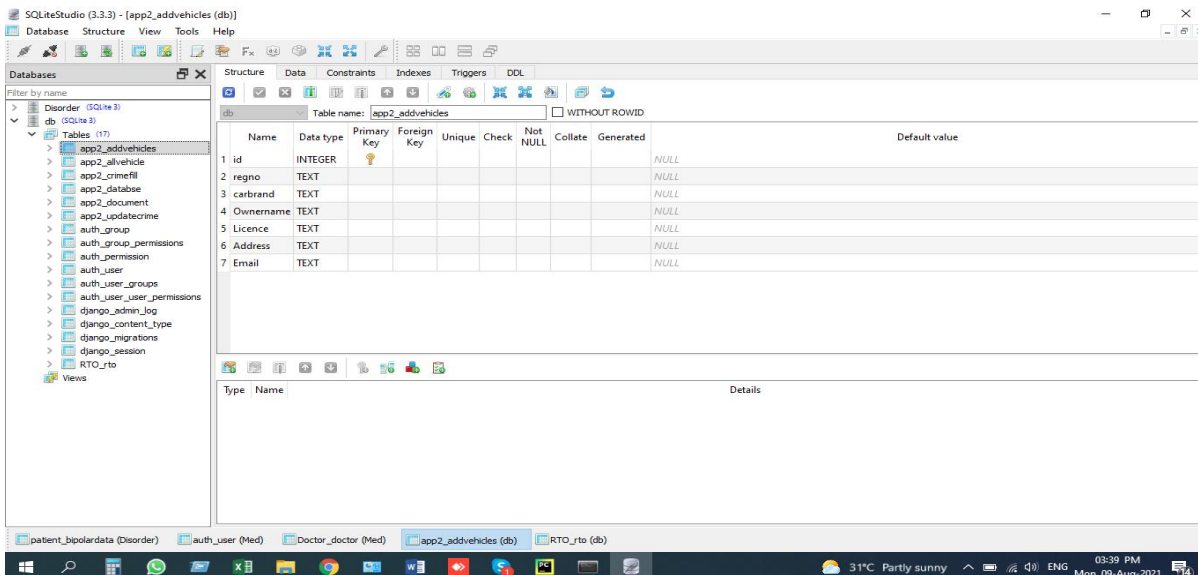 SQLiteStudio (3.3.3) - [app2_addvehicles (db)]
Database Structure View Tools Help
Databases
Filter by name
Disorder (SQLite 3)
db (SQLite 3)
Tables (17)
app2_addvehicles
app2_allvehicle
app2_crimefill
app2_databse
app2_document
app2_updatecrime
auth_group
auth_group_permissions
auth_permission
auth_user
auth_user_groups
auth_user_user_permissions
django_admin_log
django_content_type
django_migrations
django_session
RTO_rto
Views
Structure Data Constraints Indexes Triggers DDL
db Table name: app2_addvehicles WITHOUT ROWID
Name Data type Primary Key Foreign Key Unique Check Not NULL Collate Generated Default value
1 id INTEGER NULL
2 regno TEXT NULL
3 carbrand TEXT NULL
4 Ownername TEXT NULL
5 Licence TEXT NULL
6 Address TEXT NULL
7 Email TEXT NULL
Type Name Details
patient_bipolardata (Disorder) auth_user (Med) Doctor_doctor (Med) app2_addvehicles (db) RTO_rto (db)
31°C Partly sunny ENG 03:39 PM
Mon 09-Aug-2021